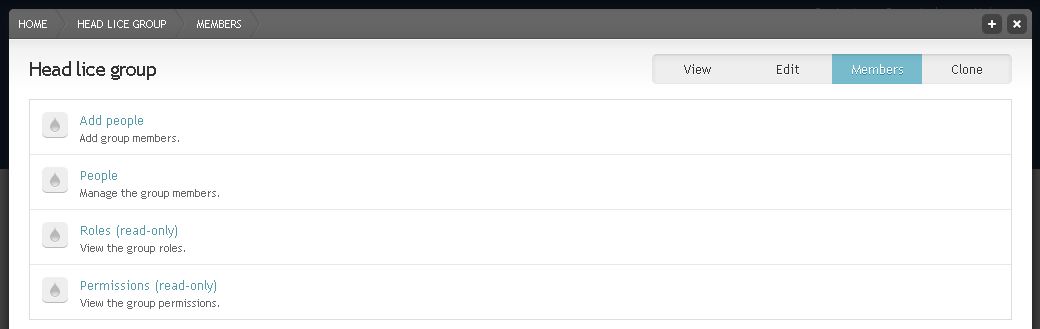 HOME HEAD LICE GROUP MEMBERS
Head lice group
View Edit Members Clone
Add people
Add group members.
People
Manage the group members.
Roles (read-only)
View the group roles.
Permissions (read-only)
View the group permissions.